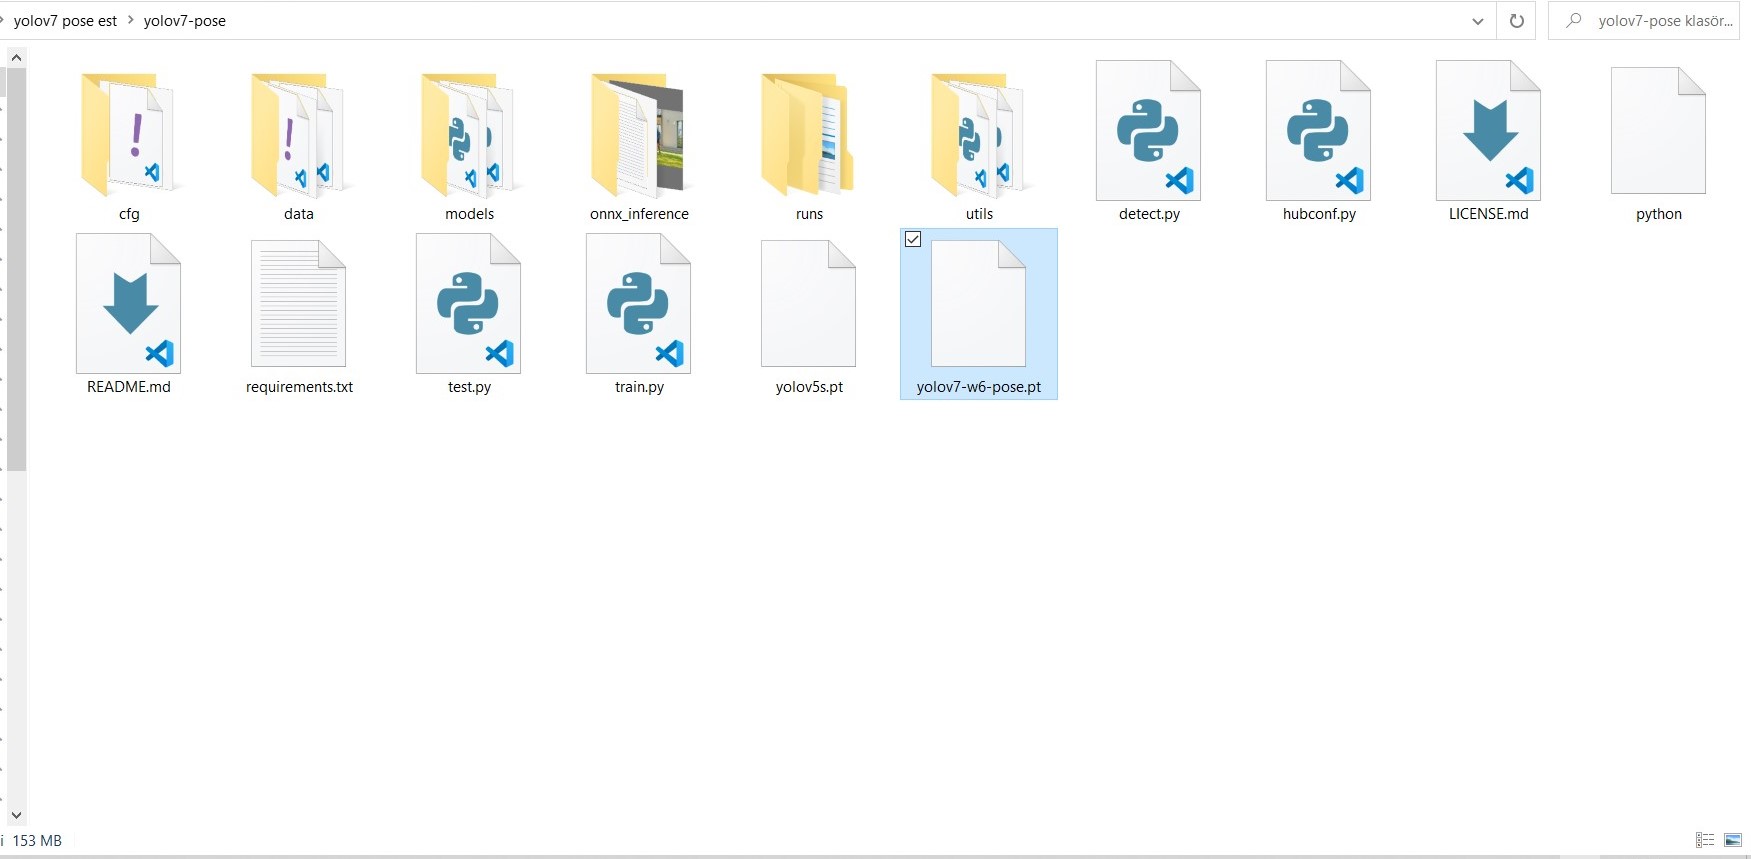 yolov7 pose est > yolov7-pose
yolov7-pose klasör...
cfg
data
models
onnx_inference
runs
utils
detect.py
hubconf.py
LICENSE.md
python
README.md
requirements.txt
test.py
train.py
yolov5s.pt
yolov7-w6-pose.pt
i 153 MB